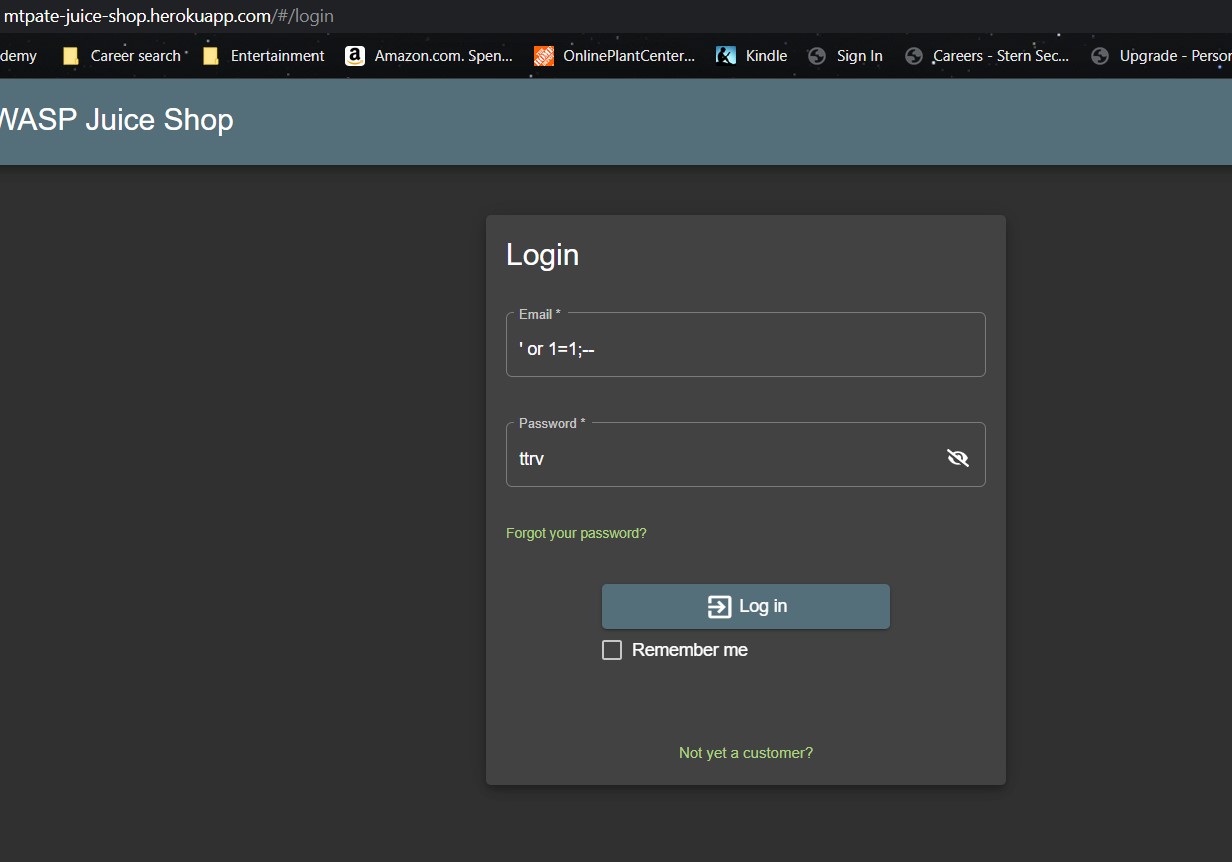 mtpate-juice-shop.herokuapp.com/#/login
demy Career search Entertainment Amazon.com. Spen... OnlinePlantCenter... Kindle Sign In Careers - Stern Sec... Upgrade - Person
WASP Juice Shop
Login
Email *
' or 1=1;--
Password *
ttrv
Forgot your password?
Log in
Remember me
Not yet a customer?